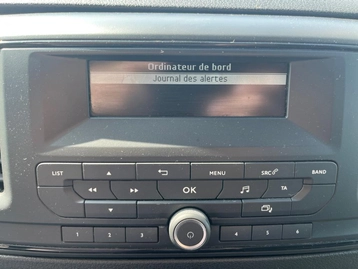 Ordinateur de bord
Journal des alertes
LIST
MENU
SRC
BAND
OK
TA
1 2 3 4 5 6